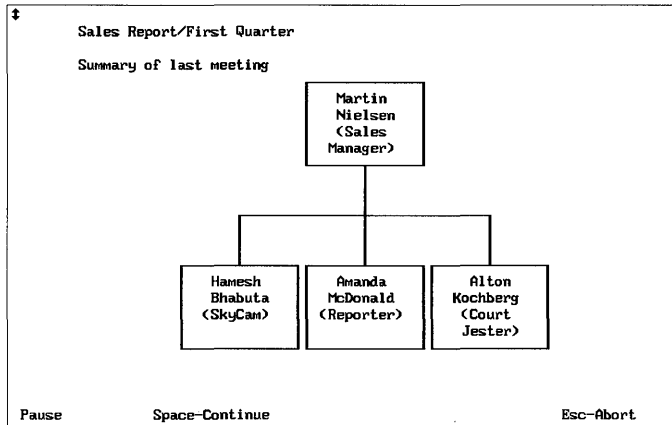 Sales Report/First Quarter
Summary of last meeting
Martin
Nielsen
(Sales
Manager)
Hamesh
Bhabuta
(SkyCam)
Amanda
McDonald
(Reporter)
Alton
Kochberg
(Court
Jester)
Pause Space-Continue Esc-Abort